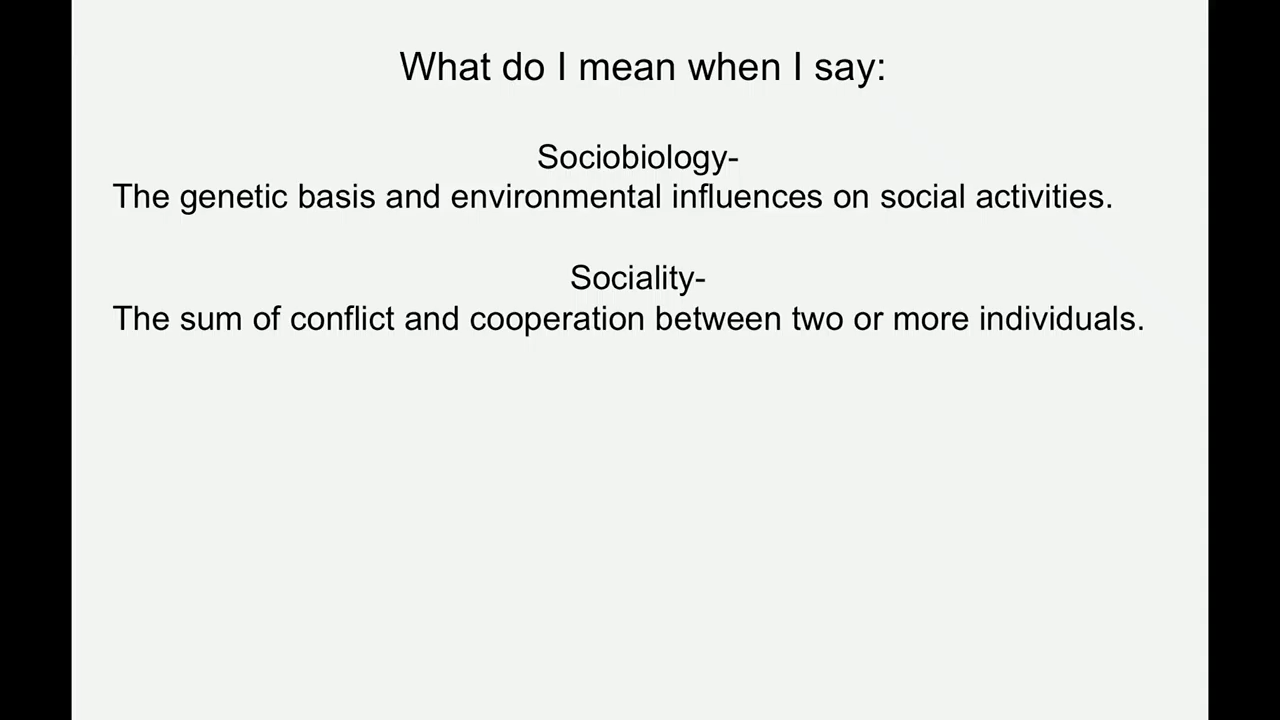 What do I mean when I say:
Sociobiology-
The genetic basis and environmental influences on social activities.
Sociality-
The sum of conflict and cooperation between two or more individuals.